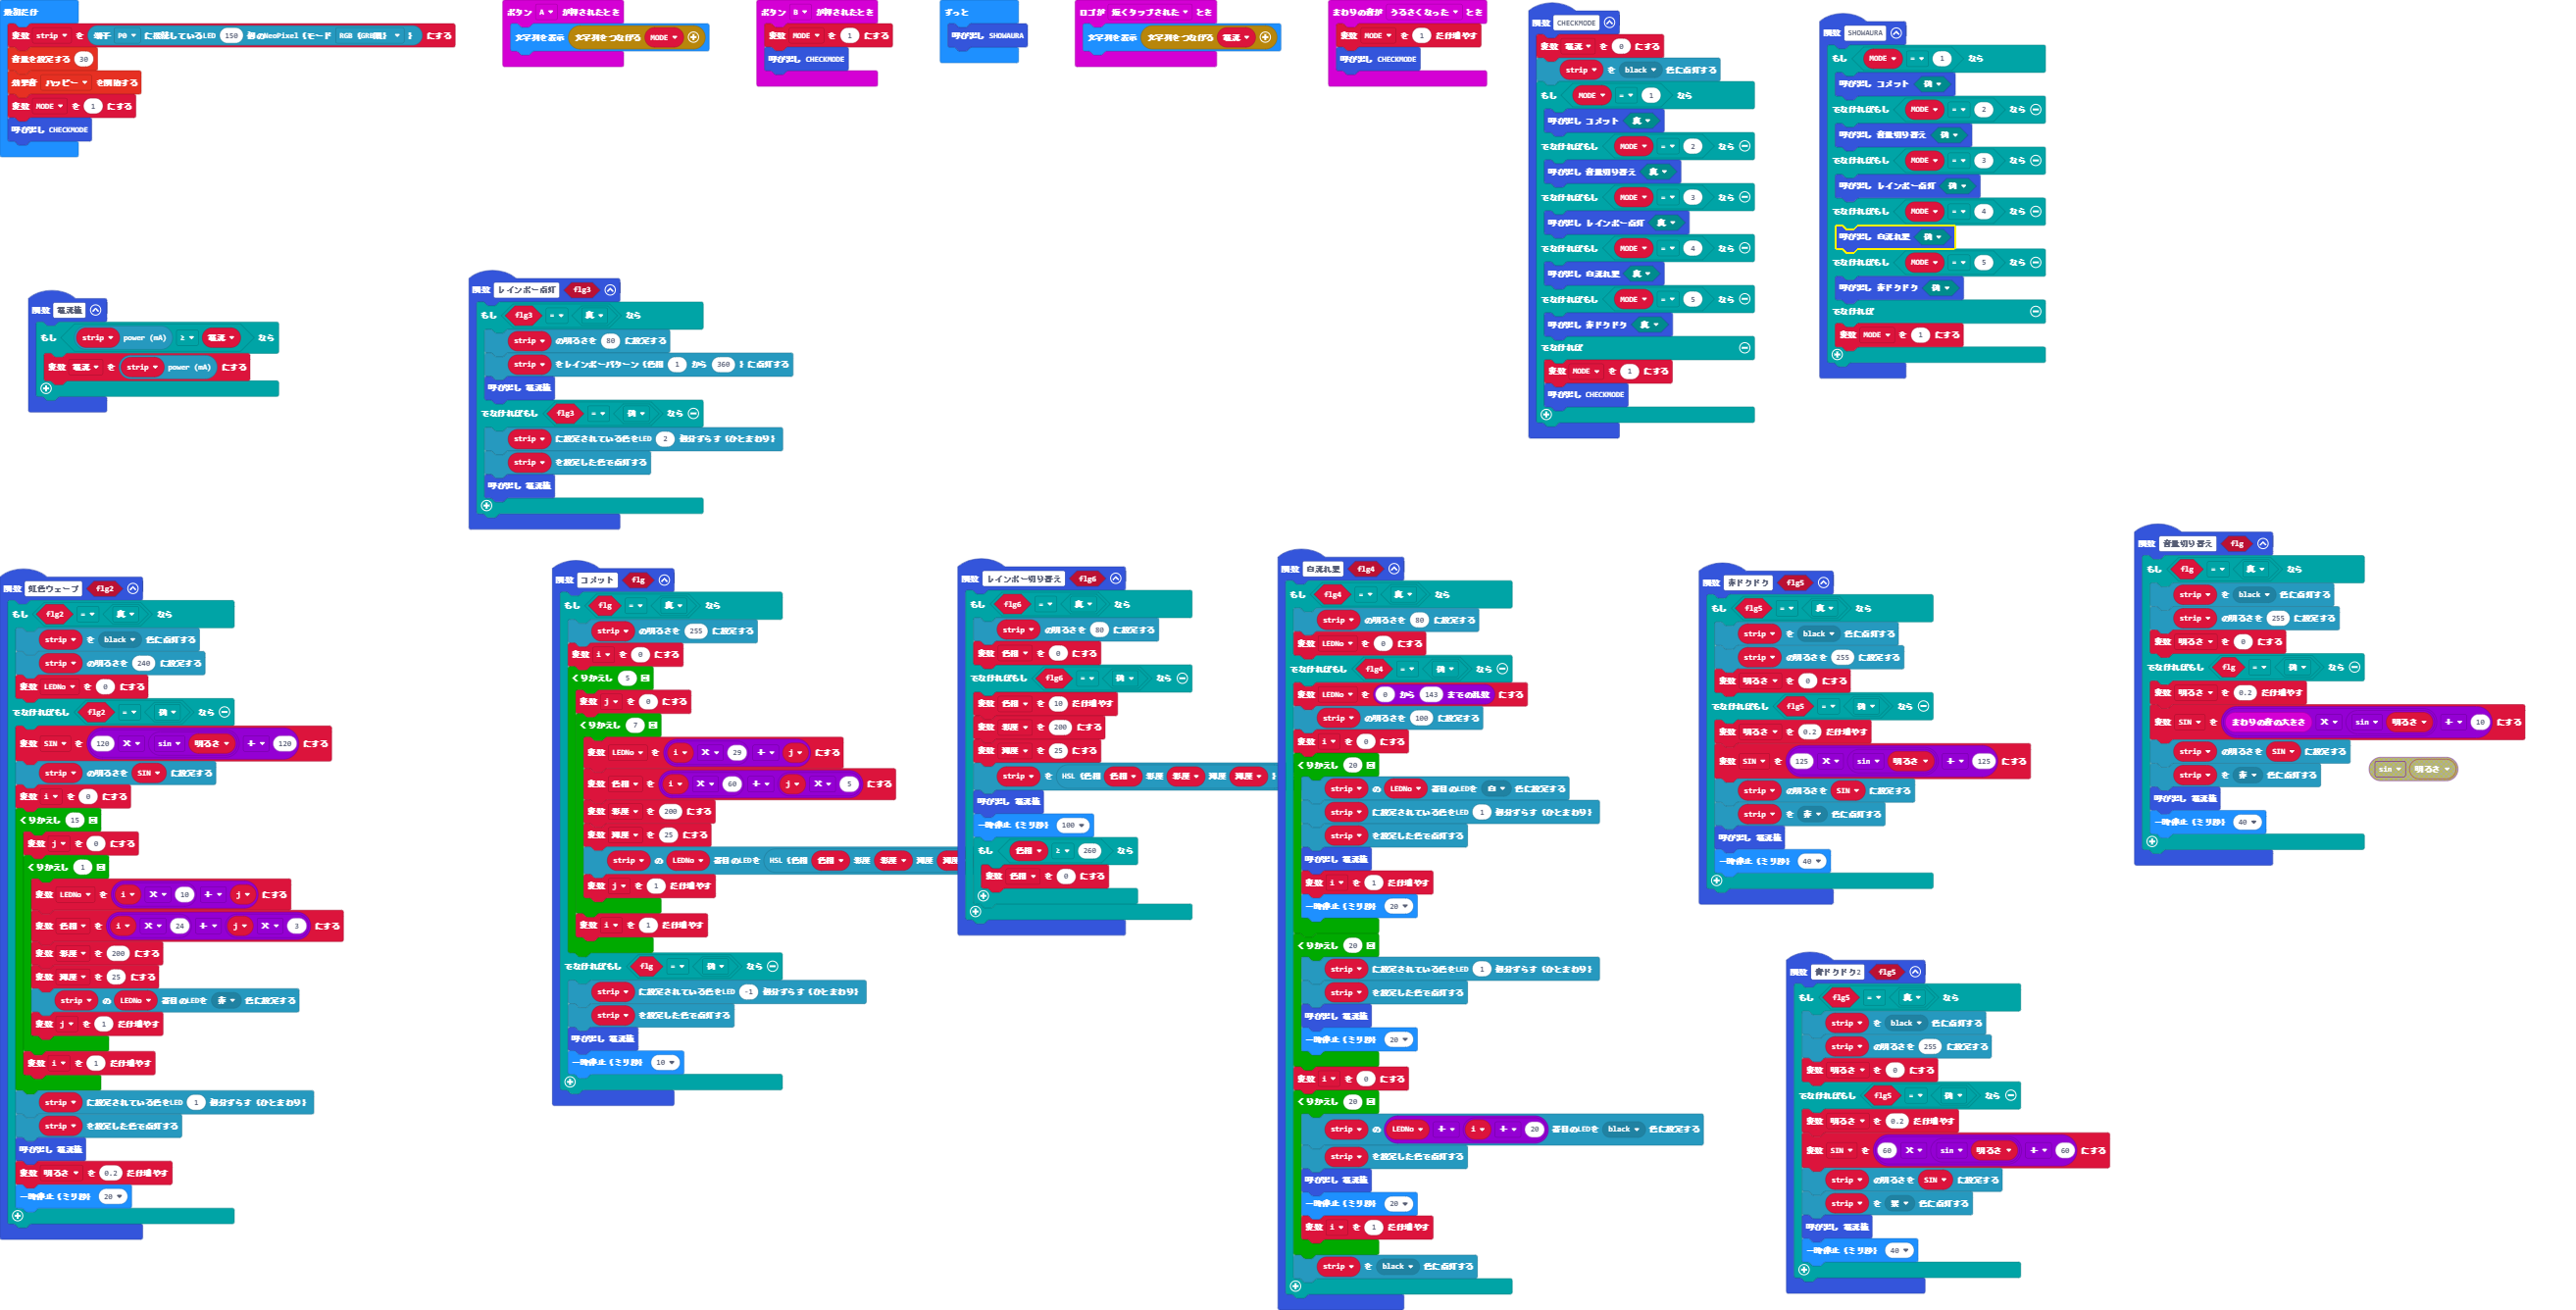 最初だけ
変数 strip を 端子 P0 に接続しているLED 150 個のNeoPixel (モード RGB (GRB順) ) にする
音量を設定する 30
効果音 ハッピー を開始する
変数 MODE を 1 にする
呼び出し CHECKMODE
ボタン A が押されたとき
文字列を表示 文字列をつなげる MODE
ボタン B が押されたとき
変数 MODE を 1 にする
呼び出し CHECKMODE
ずっと
呼び出し SHOWAURA
ロゴが 短くタップされた とき
文字列を表示 文字列をつなげる 電流
まわりの音が うるさくなった とき
変数 MODE を 1 だけ増やす
呼び出し CHECKMODE
関数 CHECKMODE
変数 電流 を 0 にする
strip を black 色に点灯する
もし MODE = 1 なら
呼び出し コメット 真
でなければもし MODE = 2 なら
呼び出し 音量切り替え 真
でなければもし MODE = 3 なら
呼び出し レインボー点灯 真
でなければもし MODE = 4 なら
呼び出し 白流れ星 真
でなければもし MODE = 5 なら
呼び出し 赤ドクドク 真
でなければ
変数 MODE を 1 にする
呼び出し CHECKMODE
関数 SHOWAURA
もし MODE = 1 なら
呼び出し コメット 偽
でなければもし MODE = 2 なら
呼び出し 音量切り替え 偽
でなければもし MODE = 3 なら
呼び出し レインボー点灯 偽
でなければもし MODE = 4 なら
呼び出し 白流れ星 偽
でなければもし MODE = 5 なら
呼び出し 赤ドクドク 偽
でなければ
変数 MODE を 1 にする
関数 電流値
もし strip power (mA) ≥ 電流 なら
変数 電流 を strip power (mA) にする
関数 レインボー点灯 flg3
もし flg3 = 真 なら
strip の明るさを 80 に設定する
strip をレインボーパターン (色相 1 から 360 ) に点灯する
呼び出し 電流値
でなければもし flg3 = 偽 なら
strip に設定されている色をLED 2 個分ずらす (ひとまわり)
strip を設定した色で点灯する
呼び出し 電流値
関数 虹色ウェーブ flg2
もし flg2 = 真 なら
strip を black 色に点灯する
strip の明るさを 240 に設定する
変数 LEDNo を 0 にする
でなければもし flg2 = 偽 なら
変数 SIN を 120 × sin 明るさ + 120 にする
strip の明るさを SIN に設定する
変数 i を 0 にする
くりかえし 15 回
変数 j を 0 にする
くりかえし 1 回
変数 LEDNo を i × 10 + j にする
変数 色相 を i × 24 + j × 3 にする
変数 彩度 を 200 にする
変数 輝度 を 25 にする
strip の LEDNo 番目のLEDを 赤 色に設定する
変数 j を 1 だけ増やす
変数 i を 1 だけ増やす
strip に設定されている色をLED 1 個分ずらす (ひとまわり)
strip を設定した色で点灯する
呼び出し 電流値
変数 明るさ を 0.2 だけ増やす
一時停止 (ミリ秒) 20
関数 コメット flg
もし flg = 真 なら
strip の明るさを 255 に設定する
変数 i を 0 にする
くりかえし 5 回
変数 j を 0 にする
くりかえし 7 回
変数 LEDNo を i × 29 + j にする
変数 色相 を i × 60 + j × 5 にする
変数 彩度 を 200 にする
変数 輝度 を 25 にする
strip の LEDNo 番目のLEDを HSL (色相 色相 彩度 彩度 輝度
変数 j を 1 だけ増やす
変数 i を 1 だけ増やす
でなければもし flg = 偽 なら
strip に設定されている色をLED -1 個分ずらす (ひとまわり)
strip を設定した色で点灯する
呼び出し 電流値
一時停止 (ミリ秒) 10
関数 レインボー切り替え flg6
もし flg6 = 真 なら
strip の明るさを 80 に設定する
変数 色相 を 0 にする
でなければもし flg6 = 偽 なら
変数 色相 を 10 だけ増やす
変数 彩度 を 200 にする
変数 輝度 を 25 にする
strip を HSL (色相 色相 彩度 彩度 輝度 輝度 )
呼び出し 電流値
一時停止 (ミリ秒) 100
もし 色相 ≥ 260 なら
変数 色相 を 0 にする
関数 白流れ星 flg4
もし flg4 = 真 なら
strip の明るさを 80 に設定する
変数 LEDNo を 0 にする
でなければもし flg4 = 偽 なら
変数 LEDNo を 0 から 143 までの乱数 にする
strip の明るさを 100 に設定する
変数 i を 0 にする
くりかえし 20 回
strip の LEDNo 番目のLEDを 白 色に設定する
strip に設定されている色をLED 1 個分ずらす (ひとまわり)
strip を設定した色で点灯する
呼び出し 電流値
変数 i を 1 だけ増やす
一時停止 (ミリ秒) 20
くりかえし 20 回
strip に設定されている色をLED 1 個分ずらす (ひとまわり)
strip を設定した色で点灯する
呼び出し 電流値
一時停止 (ミリ秒) 20
変数 i を 0 にする
くりかえし 20 回
strip の LEDNo + i + 20 番目のLEDを black 色に設定する
strip を設定した色で点灯する
呼び出し 電流値
一時停止 (ミリ秒) 20
変数 i を 1 だけ増やす
strip を black 色に点灯する
関数 赤ドクドク flg5
もし flg5 = 真 なら
strip を black 色に点灯する
strip の明るさを 255 に設定する
変数 明るさ を 0 にする
でなければもし flg5 = 偽 なら
変数 明るさ を 0.2 だけ増やす
変数 SIN を 125 × sin 明るさ + 125 にする
strip の明るさを SIN に設定する
strip を 赤 色に点灯する
呼び出し 電流値
一時停止 (ミリ秒) 40
関数 青ドクドク2 flg5
もし flg5 = 真 なら
strip を black 色に点灯する
strip の明るさを 255 に設定する
変数 明るさ を 0 にする
でなければもし flg5 = 偽 なら
変数 明るさ を 0.2 だけ増やす
変数 SIN を 60 × sin 明るさ + 60 にする
strip の明るさを SIN に設定する
strip を 紫 色に点灯する
呼び出し 電流値
一時停止 (ミリ秒) 40
関数 音量切り替え flg
もし flg = 真 なら
strip を black 色に点灯する
strip の明るさを 255 に設定する
変数 明るさ を 0 にする
でなければもし flg = 偽 なら
変数 明るさ を 0.2 だけ増やす
変数 SIN を まわりの音の大きさ × sin 明るさ + 10 にする
strip の明るさを SIN に設定する
strip を 赤 色に点灯する
呼び出し 電流値
一時停止 (ミリ秒) 40
sin 明るさ